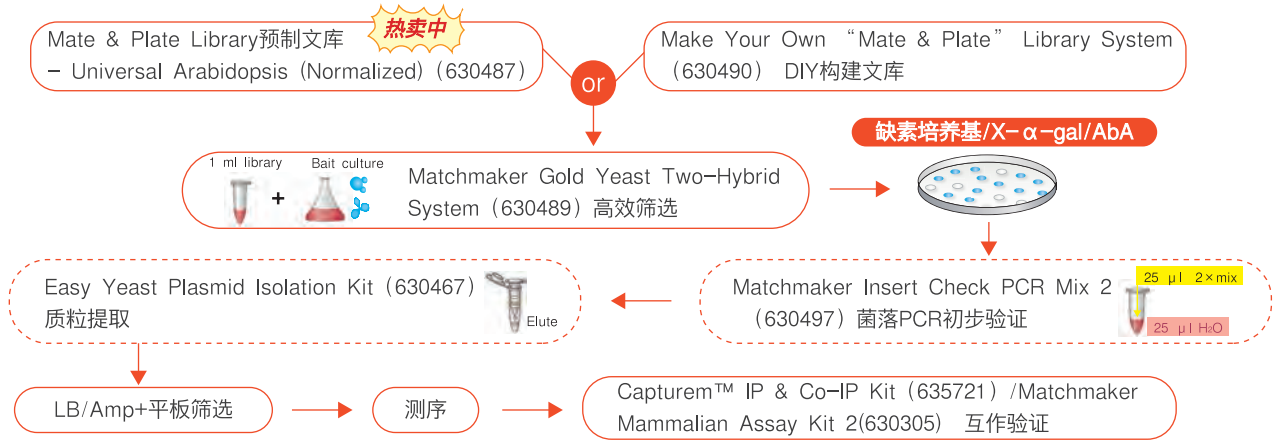 热卖中
Mate & Plate Library预制文库
- Universal Arabidopsis (Normalized)（630487）
or
Make Your Own “Mate & Plate” Library System
（630490） DIY构建文库
缺素培养基/X-α-gal/AbA
1 ml library
Bait culture
+
Matchmaker Gold Yeast Two-Hybrid
System（630489）高效筛选
Easy Yeast Plasmid Isolation Kit（630467）
质粒提取
Elute
Matchmaker Insert Check PCR Mix 2
（630497）菌落PCR初步验证
25 μl 2×mix
25 μl H₂O
LB/Amp+平板筛选
测序
Capturem™ IP & Co-IP Kit（635721）/Matchmaker
Mammalian Assay Kit 2(630305) 互作验证